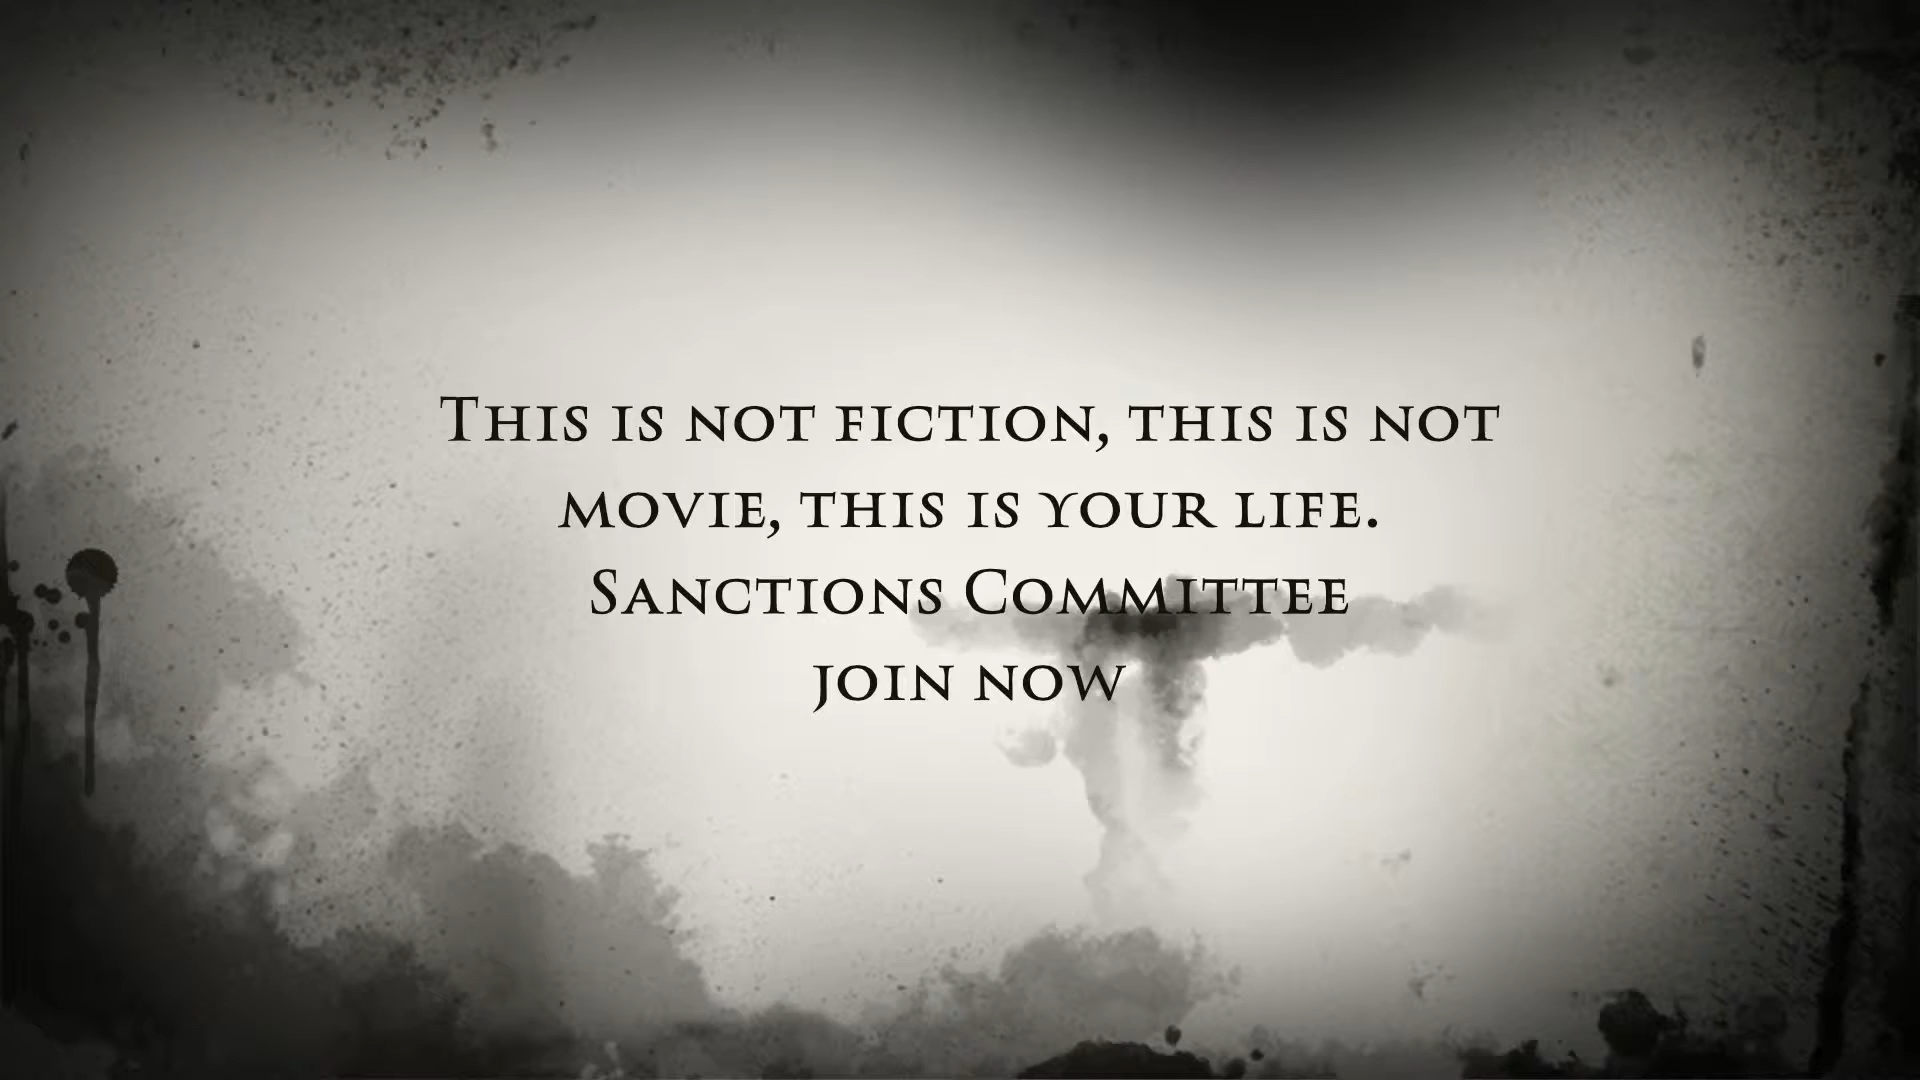 This is not fiction, this is not
movie, this is your life.
Sanctions Committee
join now